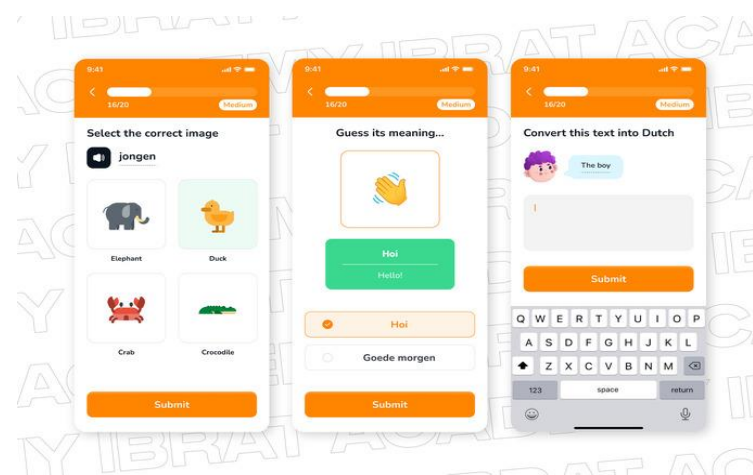 IBRAT ACADEMY IBRAT ACADEMY
9:41
16/20
Medium
Select the correct image
jongen
Elephant
Duck
Crab
Crocodile
Submit
9:41
16/20
Medium
Guess its meaning...
Hoi
Hello!
Hoi
Goede morgen
Submit
9:41
16/20
Medium
Convert this text into Dutch
The boy
Submit
Q W E R T Y U I O P
A S D F G H J K L
Z X C V B N M
123
space
return